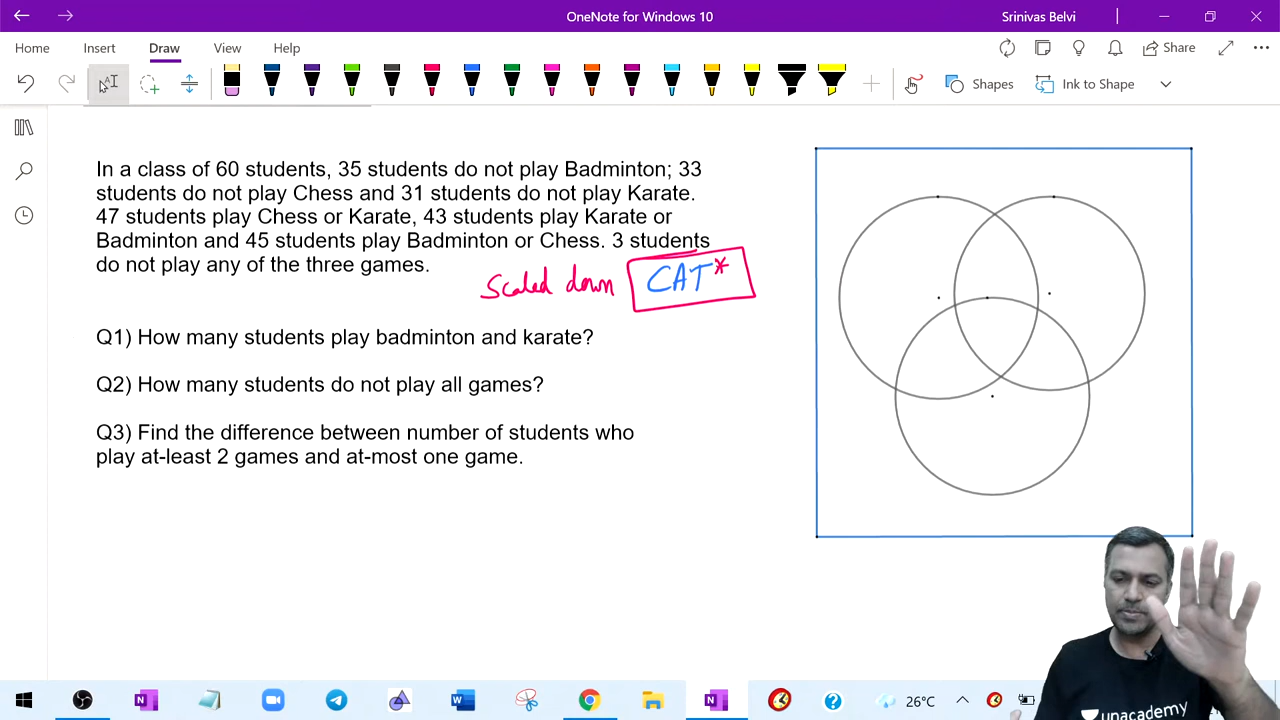 OneNote for Windows 10
Srinivas Belvi
Home Insert Draw View Help
Share
Shapes
Ink to Shape
In a class of 60 students, 35 students do not play Badminton; 33
students do not play Chess and 31 students do not play Karate.
47 students play Chess or Karate, 43 students play Karate or
Badminton and 45 students play Badminton or Chess. 3 students
do not play any of the three games.
Scaled down CAT*
Q1) How many students play badminton and karate?
Q2) How many students do not play all games?
Q3) Find the difference between number of students who
play at-least 2 games and at-most one game.
26°C
unacademy